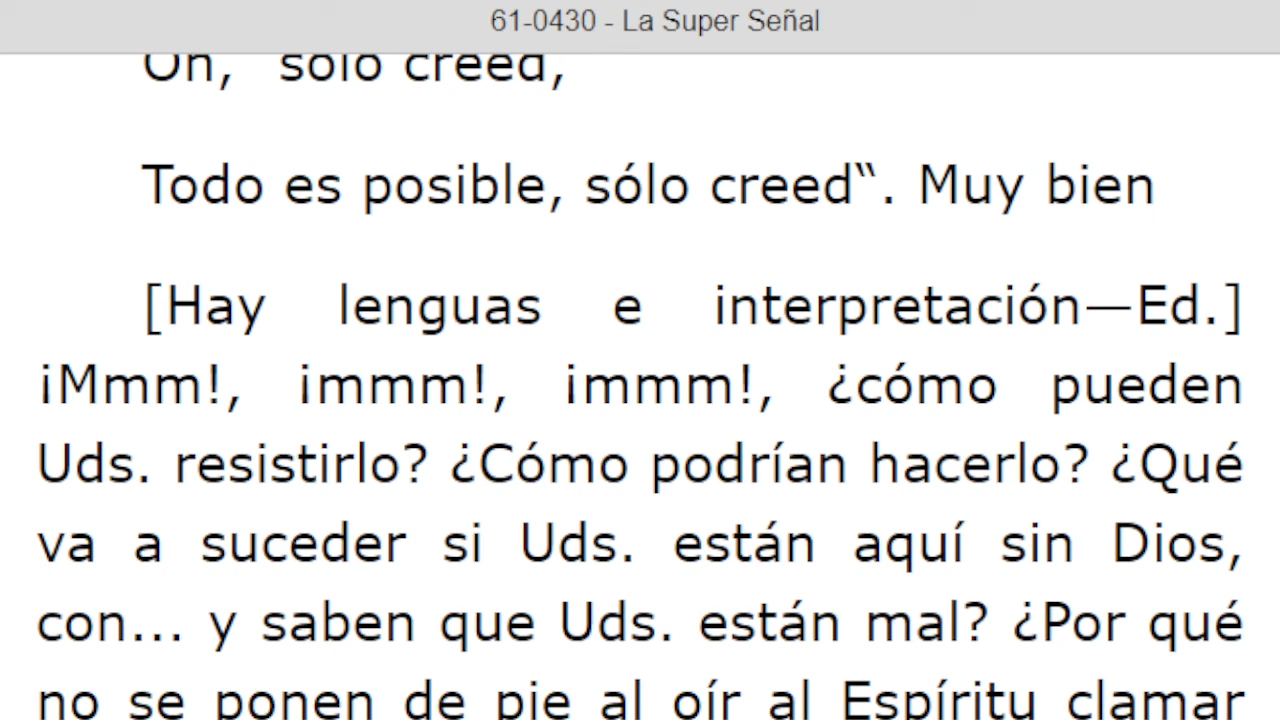 61-0430 - La Super Señal
Oh, sólo creed,
Todo es posible, sólo creed“. Muy bien
[Hay lenguas e interpretación—Ed.]
¡Mmm!, ¡mmm!, ¡mmm!, ¿cómo pueden
Uds. resistirlo? ¿Cómo podrían hacerlo? ¿Qué
va a suceder si Uds. están aquí sin Dios,
con... y saben que Uds. están mal? ¿Por qué
no se ponen de pie al oír al Espíritu clamar